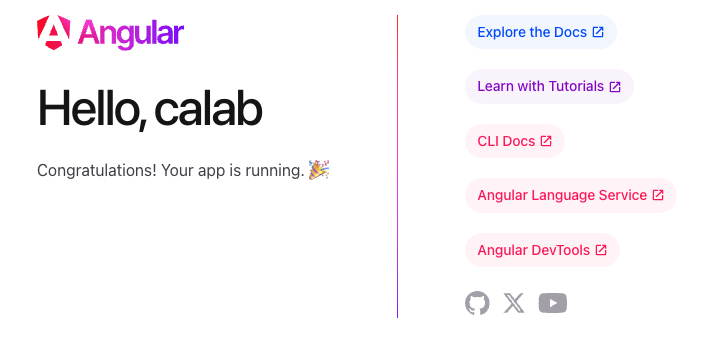 Angular
Hello, calab
Congratulations! Your app is running. 🎉
Explore the Docs
Learn with Tutorials
CLI Docs
Angular Language Service
Angular DevTools